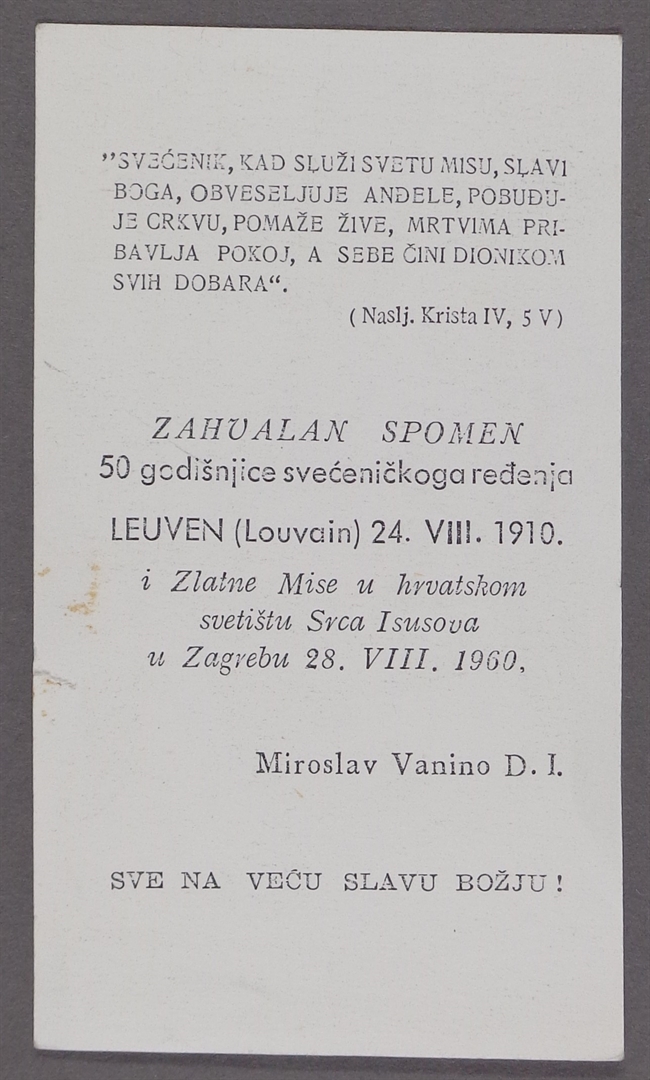 ”SVEĆENIK, KAD SLUŽI SVETU MISU, SLAVI
BOGA, OBVESELJUJE ANĐELE, POBUĐU-
JE CRKVU, POMAŽE ŽIVE, MRTVIMA PRI-
BAVLJA POKOJ, A SEBE ČINI DIONIKOM
SVIH DOBARA“.
(Naslj. Krista IV, 5 V)
ZAHVALAN SPOMEN
50 godišnjice svećeničkoga ređenja
LEUVEN (Louvain) 24. VIII. 1910.
i Zlatne Mise u hrvatskom
svetištu Srca Isusova
u Zagrebu 28. VIII. 1960,
Miroslav Vanino D. I.
SVE NA VEĆU SLAVU BOŽJU!